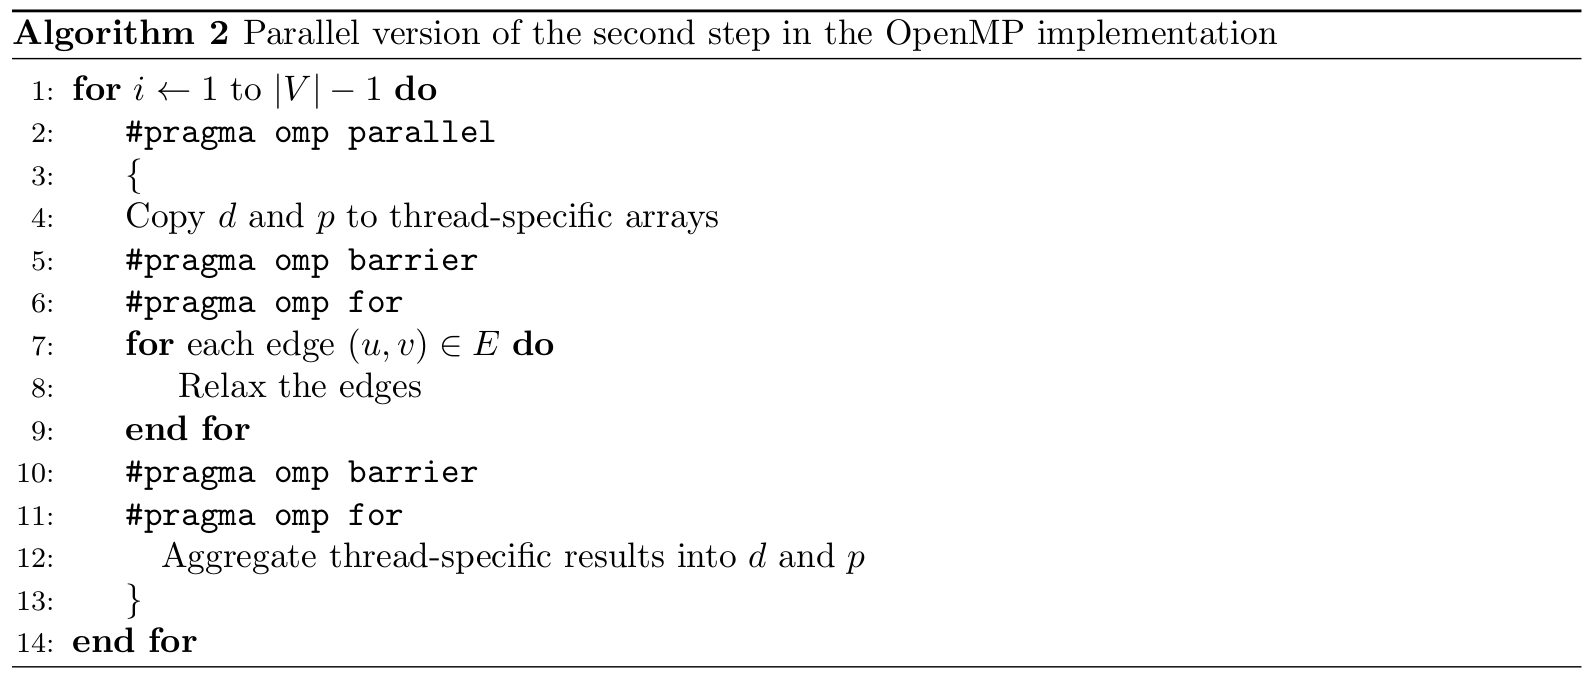 Algorithm 2 Parallel version of the second step in the OpenMP implementation
1: for i ← 1 to |V| − 1 do
2: #pragma omp parallel
3: {
4: Copy d and p to thread-specific arrays
5: #pragma omp barrier
6: #pragma omp for
7: for each edge (u, v) ∈ E do
8: Relax the edges
9: end for
10: #pragma omp barrier
11: #pragma omp for
12: Aggregate thread-specific results into d and p
13: }
14: end for